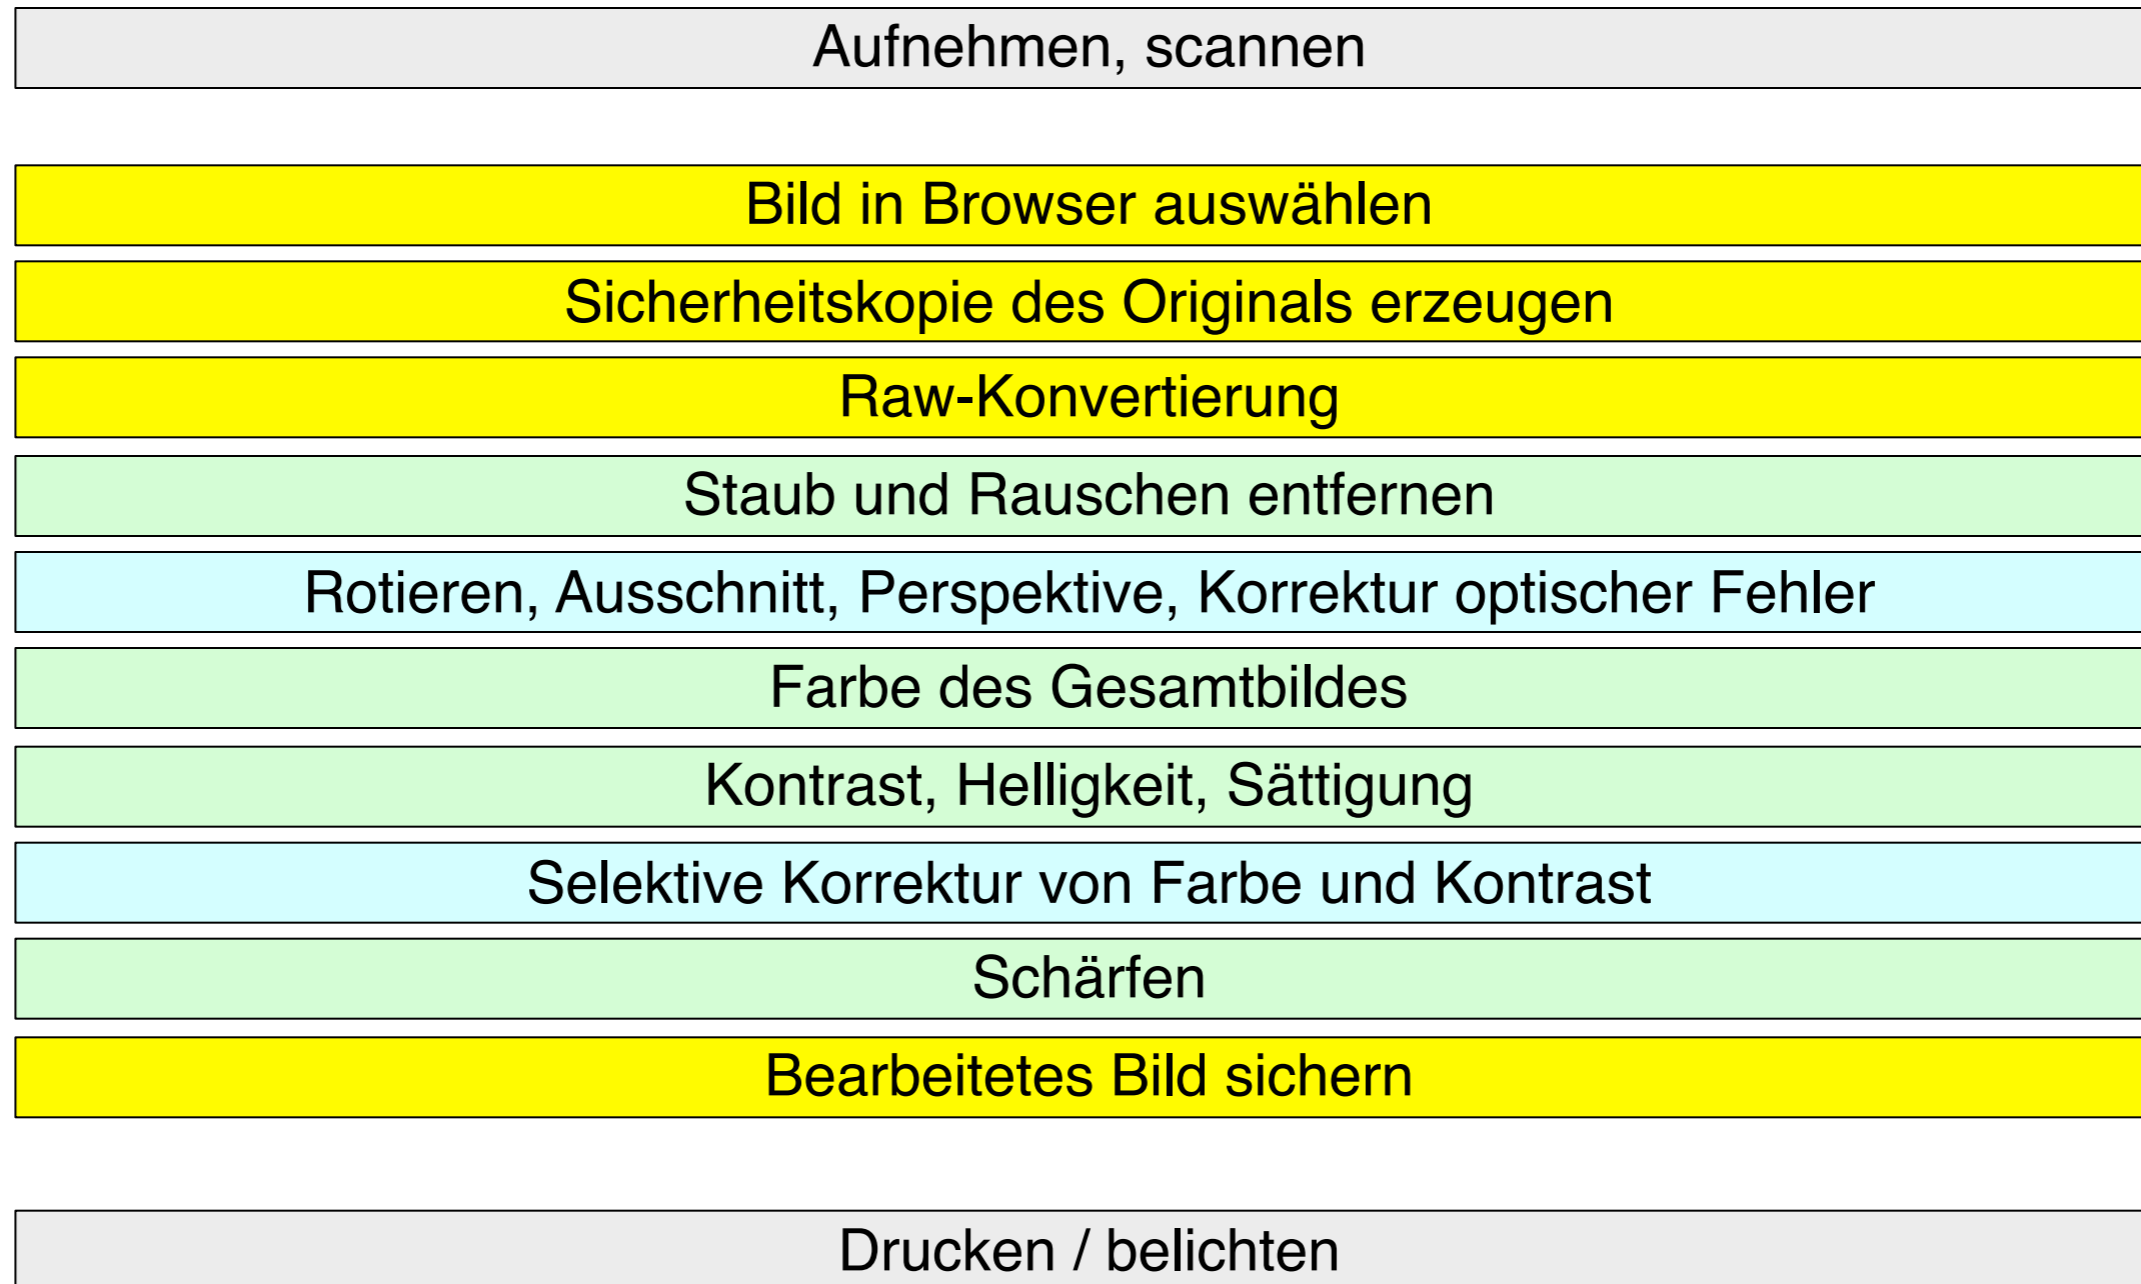 Aufnehmen, scannen
Bild in Browser auswählen
Sicherheitskopie des Originals erzeugen
Raw-Konvertierung
Staub und Rauschen entfernen
Rotieren, Ausschnitt, Perspektive, Korrektur optischer Fehler
Farbe des Gesamtbildes
Kontrast, Helligkeit, Sättigung
Selektive Korrektur von Farbe und Kontrast
Schärfen
Bearbeitetes Bild sichern
Drucken / belichten